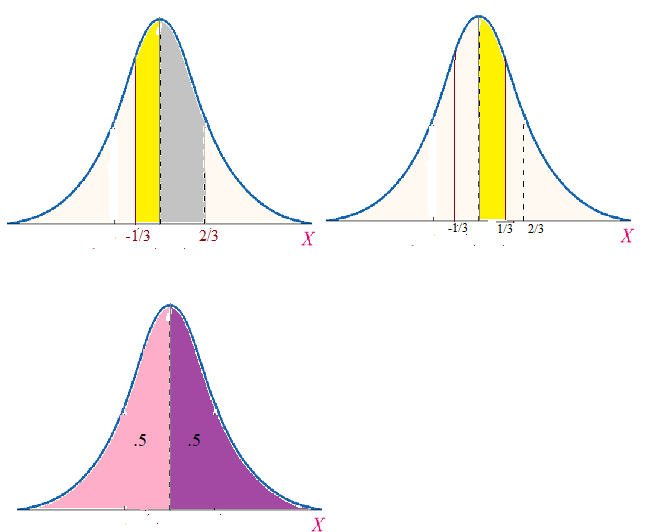 -1/3 2/3 X
-1/3 1/3 2/3 X
.5 .5
X